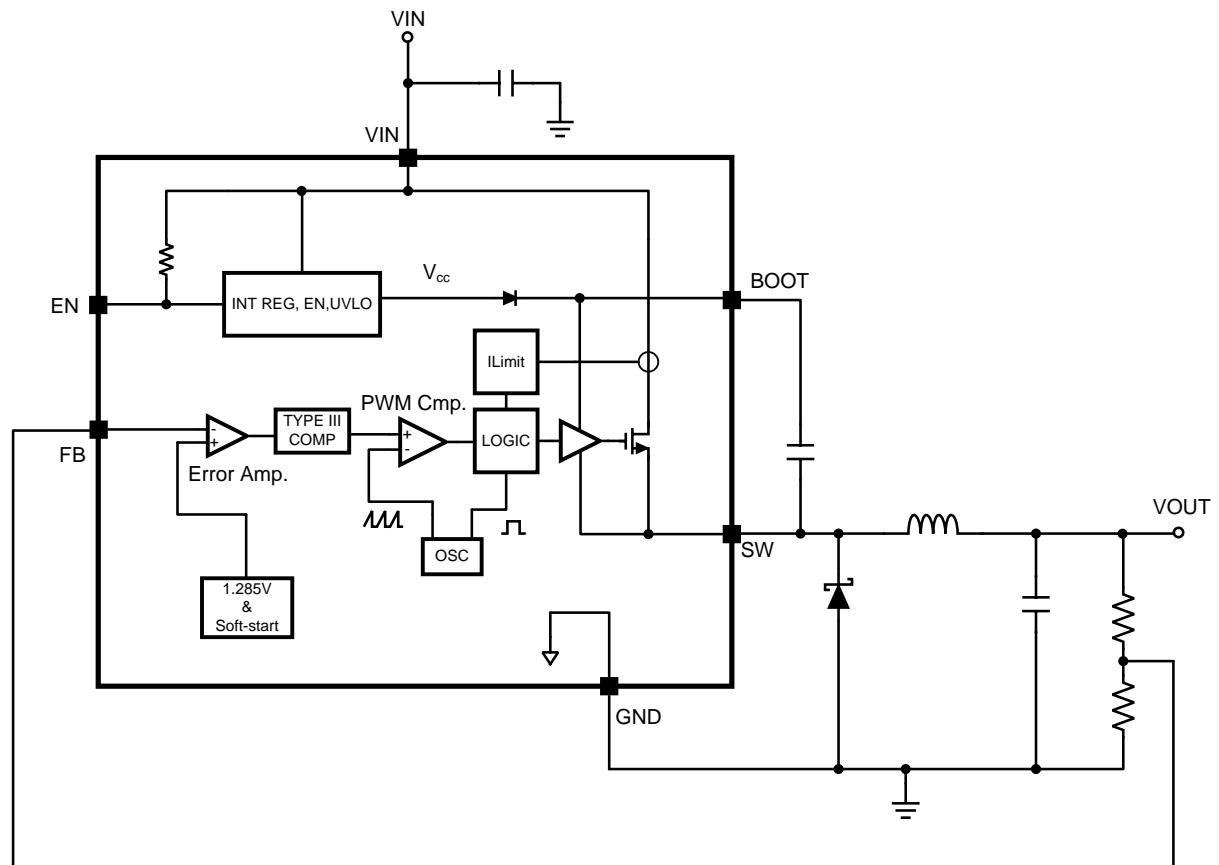 VIN
VIN
V_cc
BOOT
EN
INT REG, EN,UVLO
ILimit
PWM Cmp.
FB
-
+
TYPE III
COMP
+
-
LOGIC
Error Amp.
VOUT
SW
OSC
1.285V
&
Soft-start
GND